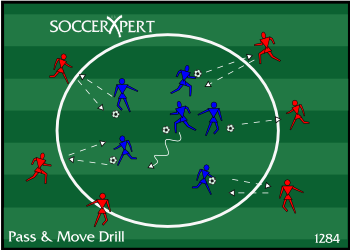 SOCCERXPERT
Pass & Move Drill
1284